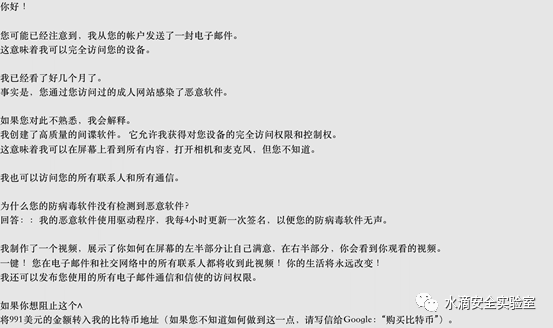 你好！
您可能已经注意到，我从您的帐户发送了一封电子邮件。
这意味着我可以完全访问您的设备。
我已经看了好几个月了。
事实是，您通过您访问过的成人网站感染了恶意软件。
如果您对此不熟悉，我会解释。
我创建了高质量的间谍软件。 它允许我获得对您设备的完全访问权限和控制权。
这意味着我可以在屏幕上看到所有内容，打开相机和麦克风，但您不知道。
我也可以访问您的所有联系人和所有通信。
为什么您的防病毒软件没有检测到恶意软件？
回答：：我的恶意软件使用驱动程序，我每4小时更新一次签名，以便您的防病毒软件无声。
我制作了一个视频，展示了你如何在屏幕的左半部分让自己满意，在右半部分，你会看到你观看的视频。
一键！ 您在电子邮件和社交网络中的所有联系人都将收到此视频！ 你的生活将永远改变！
我还可以发布您使用的所有电子邮件通信和信使的访问权限。
如果你想阻止这个^
将991美元的金额转入我的比特币地址（如果您不知道如何做到这一点，请写信给Google：“购买比特币”）。
水滴安全实验室